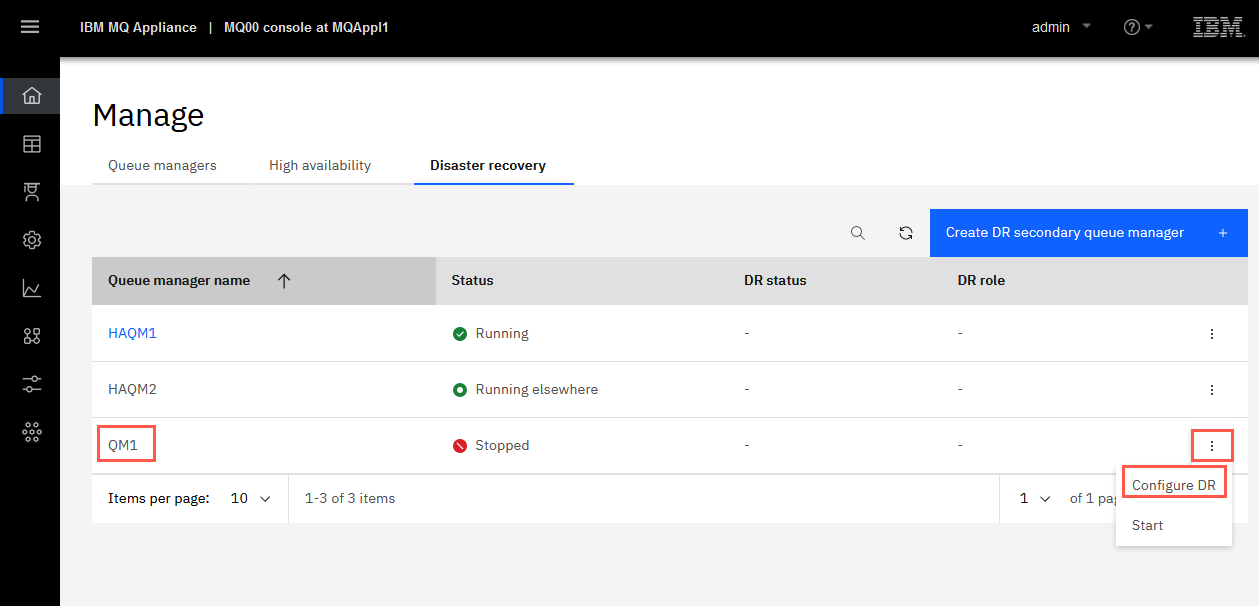 IBM MQ Appliance | MQ00 console at MQAppl1
admin
IBM
Manage
Queue managers High availability Disaster recovery
Create DR secondary queue manager +
Queue manager name Status DR status DR role
HAQM1 Running - -
HAQM2 Running elsewhere - -
QM1 Stopped - -
Items per page: 10 1-3 of 3 items 1 of 1
Configure DR
Start